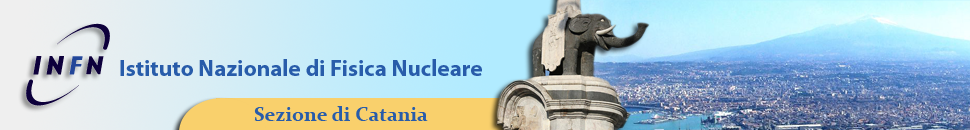 INFN
Istituto Nazionale di Fisica Nucleare
Sezione di Catania